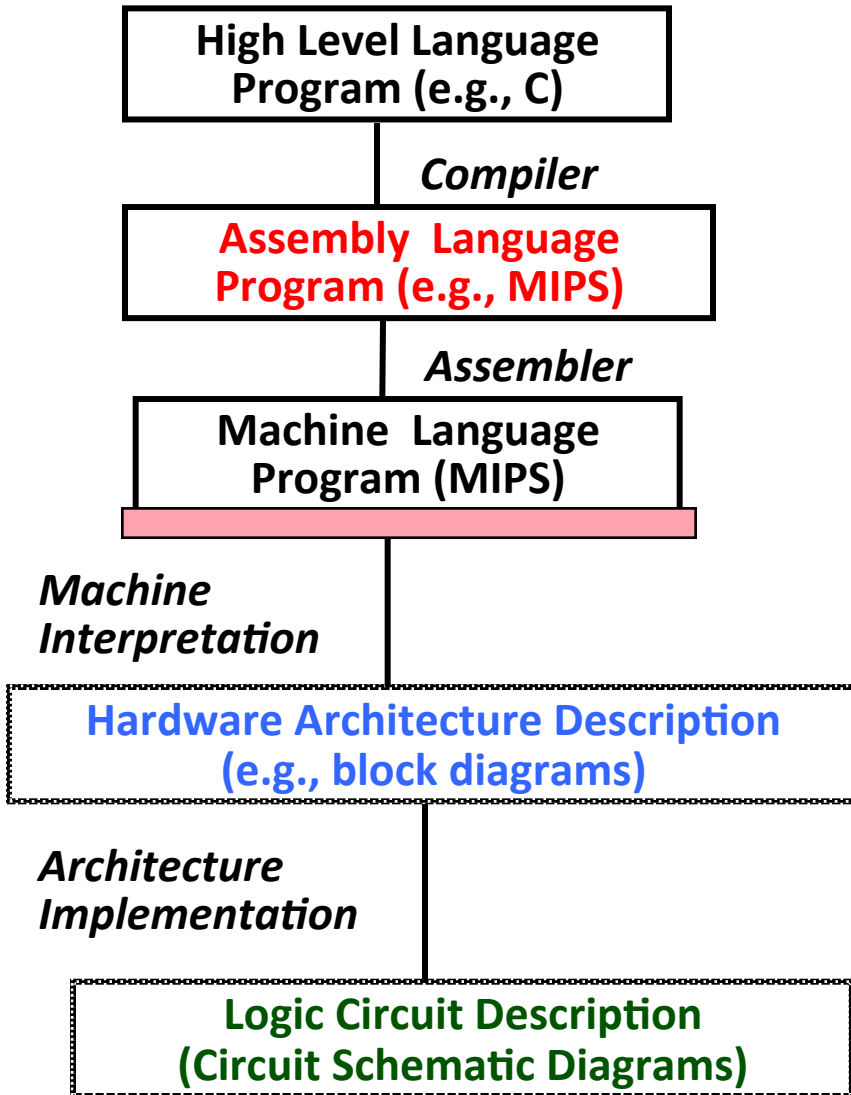 High Level Language
Program (e.g., C)
Compiler
Assembly Language
Program (e.g., MIPS)
Assembler
Machine Language
Program (MIPS)
Machine
Interpretation
Hardware Architecture Description
(e.g., block diagrams)
Architecture
Implementation
Logic Circuit Description
(Circuit Schematic Diagrams)